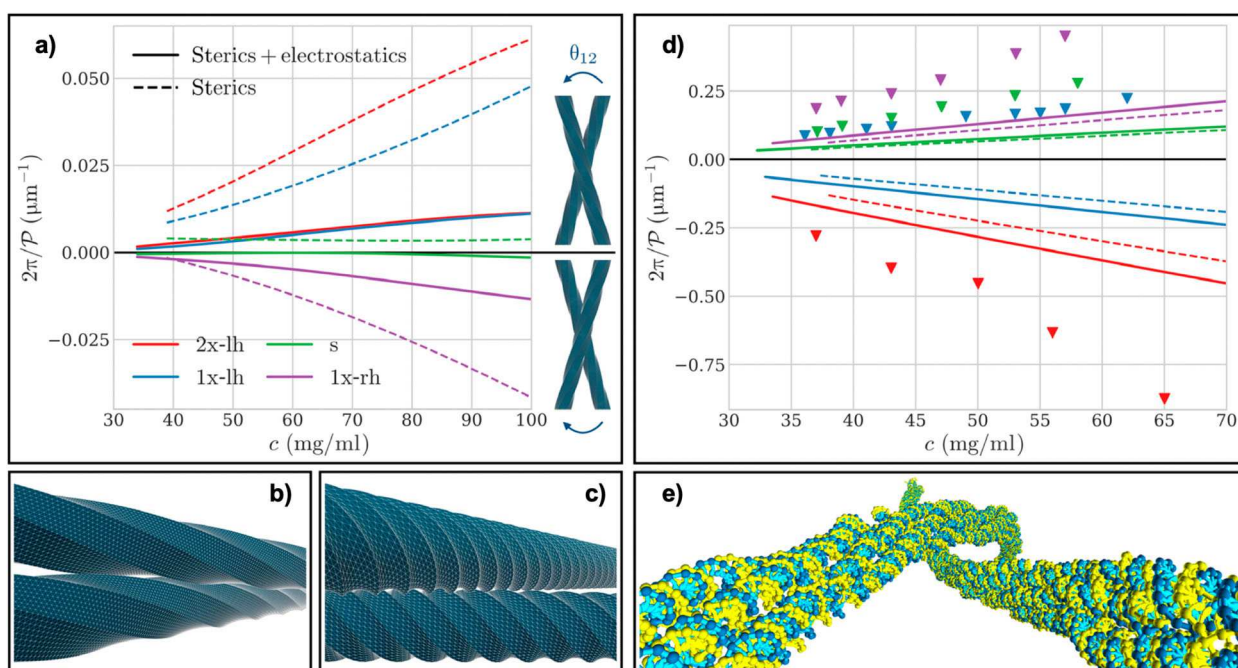 a)
Sterics + electrostatics
Sterics
θ12
0.050
0.025
0.000
−0.025
2π/𝒫 (μm⁻¹)
2x-lh
s
1x-lh
1x-rh
30 40 50 60 70 80 90 100
c (mg/ml)
d)
0.25
0.00
−0.25
−0.50
−0.75
2π/𝒫 (μm⁻¹)
30 35 40 45 50 55 60 65 70
c (mg/ml)
b)
c)
e)